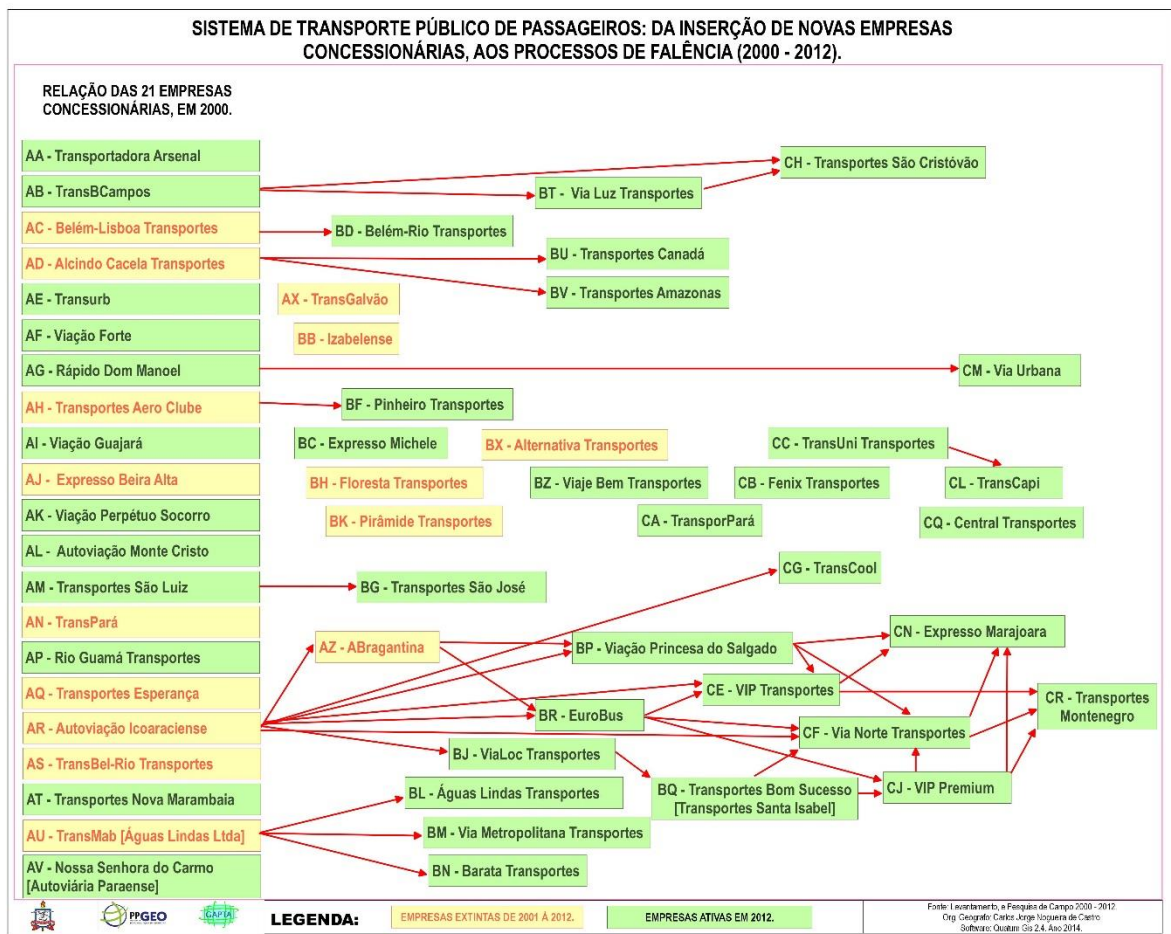 SISTEMA DE TRANSPORTE PÚBLICO DE PASSAGEIROS: DA INSERÇÃO DE NOVAS EMPRESAS
CONCESSIONÁRIAS, AOS PROCESSOS DE FALÊNCIA (2000 - 2012).
RELAÇÃO DAS 21 EMPRESAS
CONCESSIONÁRIAS, EM 2000.
AA - Transportadora Arsenal
CH - Transportes São Cristóvão
AB - TransBCampos
BT - Via Luz Transportes
AC - Belém-Lisboa Transportes
BD - Belém-Rio Transportes
AD - Alcindo Cacela Transportes
BU - Transportes Canadá
BV - Transportes Amazonas
AE - Transurb
AX - TransGalvão
AF - Viação Forte
BB - Izabelense
AG - Rápido Dom Manoel
CM - Via Urbana
AH - Transportes Aero Clube
BF - Pinheiro Transportes
AI - Viação Guajará
BC - Expresso Michele
BX - Alternativa Transportes
CC - TransUni Transportes
AJ - Expresso Beira Alta
BH - Floresta Transportes
BZ - Viaje Bem Transportes
CB - Fenix Transportes
CL - TransCapi
AK - Viação Perpétuo Socorro
BK - Pirâmide Transportes
CA - TransporPará
CQ - Central Transportes
AL - Autoviação Monte Cristo
CG - TransCool
AM - Transportes São Luiz
BG - Transportes São José
AN - TransPará
CN - Expresso Marajoara
AZ - ABragantina
BP - Viação Princesa do Salgado
AP - Rio Guamá Transportes
AQ - Transportes Esperança
CE - VIP Transportes
CR - Transportes
Montenegro
AR - Autoviação Icoaraciense
BR - EuroBus
CF - Via Norte Transportes
AS - TransBel-Rio Transportes
BJ - ViaLoc Transportes
AT - Transportes Nova Marambaia
BL - Águas Lindas Transportes
BQ - Transportes Bom Sucesso
[Transportes Santa Isabel]
CJ - VIP Premium
AU - TransMab [Águas Lindas Ltda]
BM - Via Metropolitana Transportes
AV - Nossa Senhora do Carmo
[Autoviária Paraense]
BN - Barata Transportes
PPGEO
GAPTA
LEGENDA:
EMPRESAS EXTINTAS DE 2001 Á 2012.
EMPRESAS ATIVAS EM 2012.
Fonte: Levantamento, e Pesquisa de Campo 2000 - 2012.
Org. Geografo: Carlos Jorge Nogueira de Castro
Software: Quatum Gis 2.4. Ano 2014.